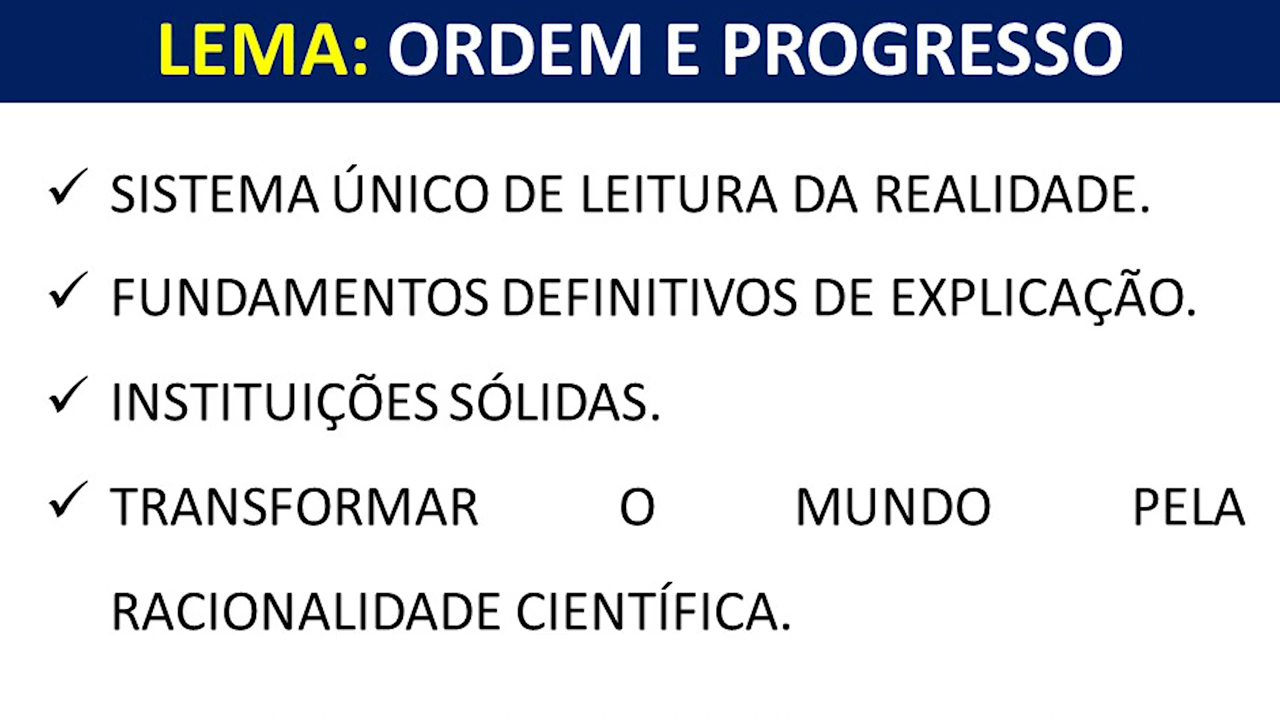 LEMA: ORDEM E PROGRESSO
✓ SISTEMA ÚNICO DE LEITURA DA REALIDADE.
✓ FUNDAMENTOS DEFINITIVOS DE EXPLICAÇÃO.
✓ INSTITUIÇÕES SÓLIDAS.
✓ TRANSFORMAR O MUNDO PELA
RACIONALIDADE CIENTÍFICA.